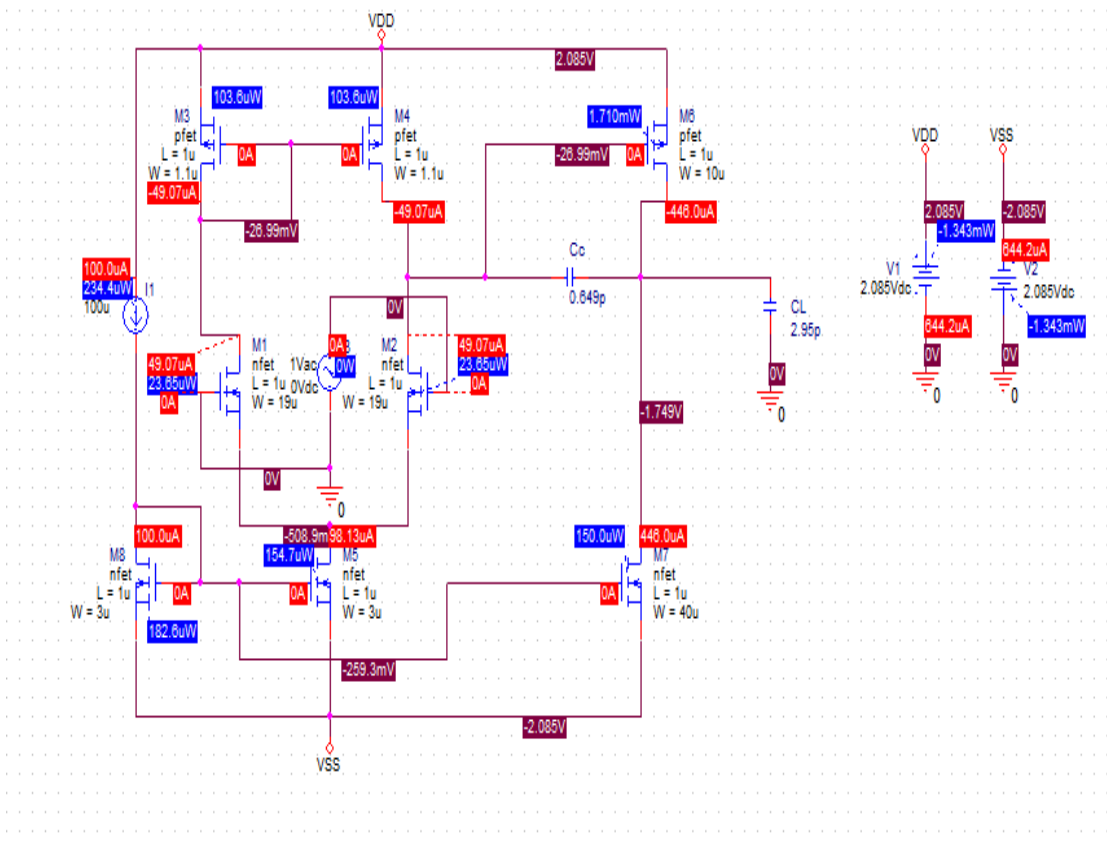 VDD
2.085V
103.6uW
103.6uW
1.710mW
M3
pfet
L = 1u
W = 1.1u
M4
pfet
L = 1u
W = 1.1u
M6
pfet
L = 1u
W = 10u
0A
0A
-26.99mV
0A
-49.07uA
-49.07uA
-446.0uA
-26.99mV
VDD
VSS
2.085V
-2.085V
-1.343mW
644.2uA
V1
2.085Vdc
V2
2.085Vdc
644.2uA
-1.343mW
0V
0V
0
0
100.0uA
234.4uW
100u
I1
Cc
0.649p
CL
2.95p
0V
0
0V
M1
nfet
L = 1u
W = 19u
49.07uA
23.65uW
0A
1Vac
0Vdc
0A
0W
M2
nfet
L = 1u
W = 19u
49.07uA
23.65uW
0A
-1.749V
0V
0
100.0uA
-508.9m
98.13uA
150.0uW
446.0uA
M8
nfet
L = 1u
W = 3u
0A
182.6uW
154.7uW
M5
nfet
L = 1u
W = 3u
0A
M7
nfet
L = 1u
W = 40u
0A
-259.3mV
-2.085V
VSS